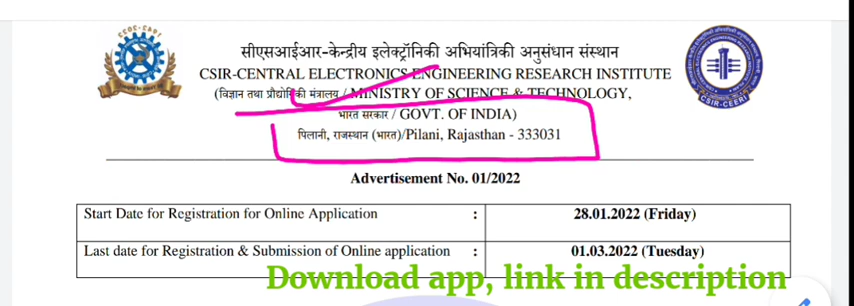 सीएसआईआर-केन्द्रीय इलेक्ट्रॉनिकी अभियांत्रिकी अनुसंधान संस्थान
CSIR-CENTRAL ELECTRONICS ENGINEERING RESEARCH INSTITUTE
(विज्ञान तथा प्रौद्योगिकी मंत्रालय / MINISTRY OF SCIENCE & TECHNOLOGY,
भारत सरकार / GOVT. OF INDIA)
पिलानी, राजस्थान (भारत)/Pilani, Rajasthan - 333031
CSIR-CEERI
Advertisement No. 01/2022
Start Date for Registration for Online Application : 28.01.2022 (Friday)
Last date for Registration & Submission of Online application : 01.03.2022 (Tuesday)
Download app, link in description